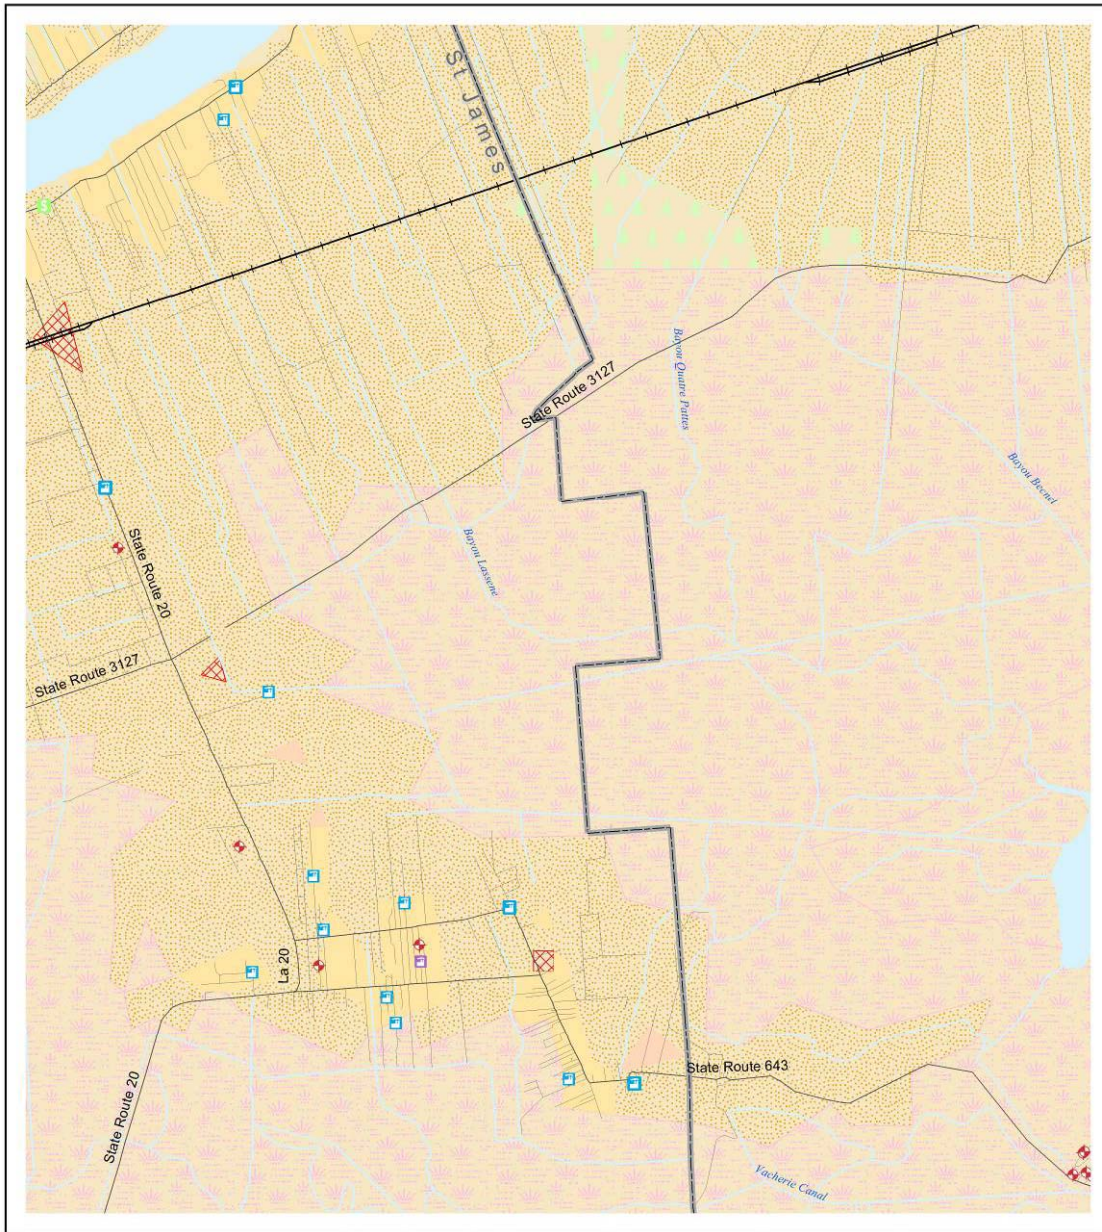 St James
State Route 3127
Bayou Quatre Pattes
Bayou Becnel
Bayou Lassene
State Route 20
State Route 3127
La 20
State Route 643
State Route 20
Vacherie Canal